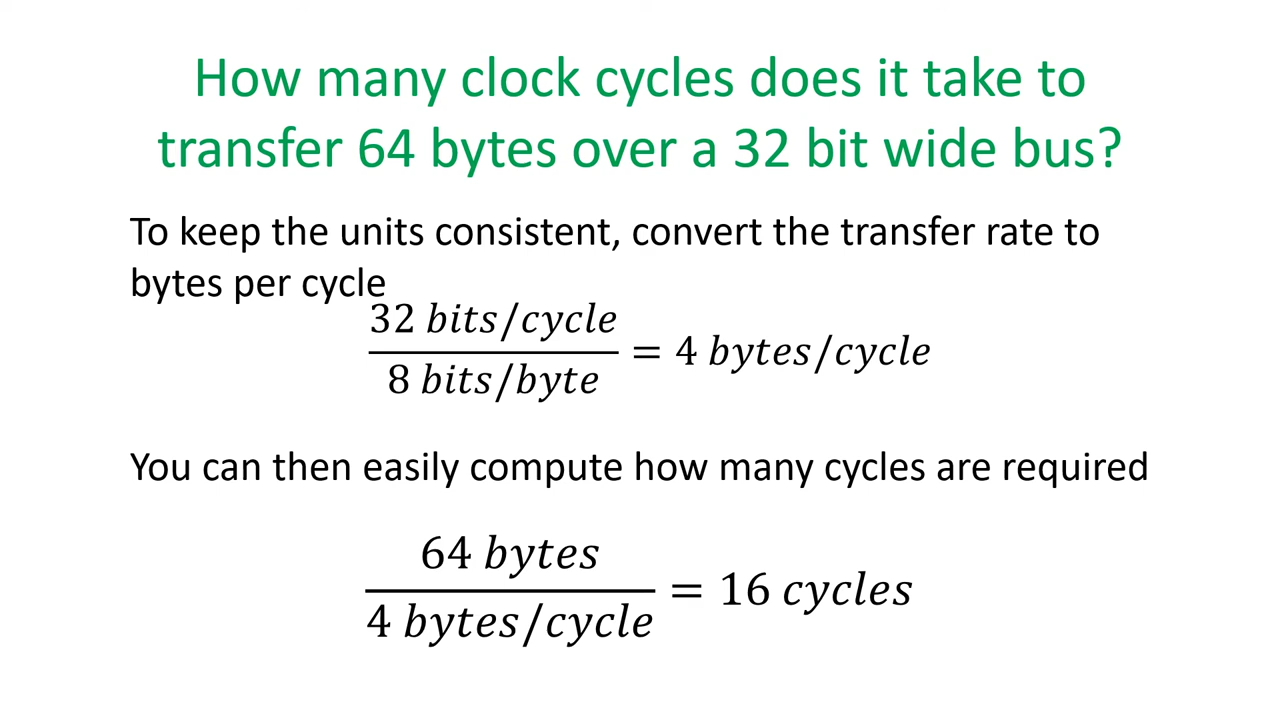 How many clock cycles does it take to
transfer 64 bytes over a 32 bit wide bus?
To keep the units consistent, convert the transfer rate to
bytes per cycle
32 bits/cycle
8 bits/byte
= 4 bytes/cycle
You can then easily compute how many cycles are required
64 bytes
4 bytes/cycle
= 16 cycles